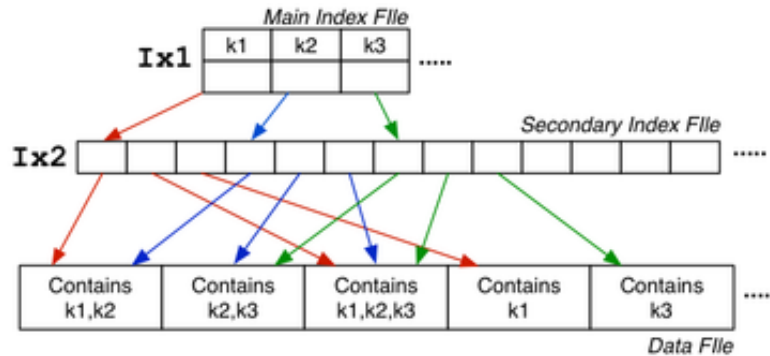 Main Index FIle
Ix1 k1 k2 k3 .....
Secondary Index FIle
Ix2 .....
Contains Contains Contains Contains Contains ....
k1,k2 k2,k3 k1,k2,k3 k1 k3
Data FIle